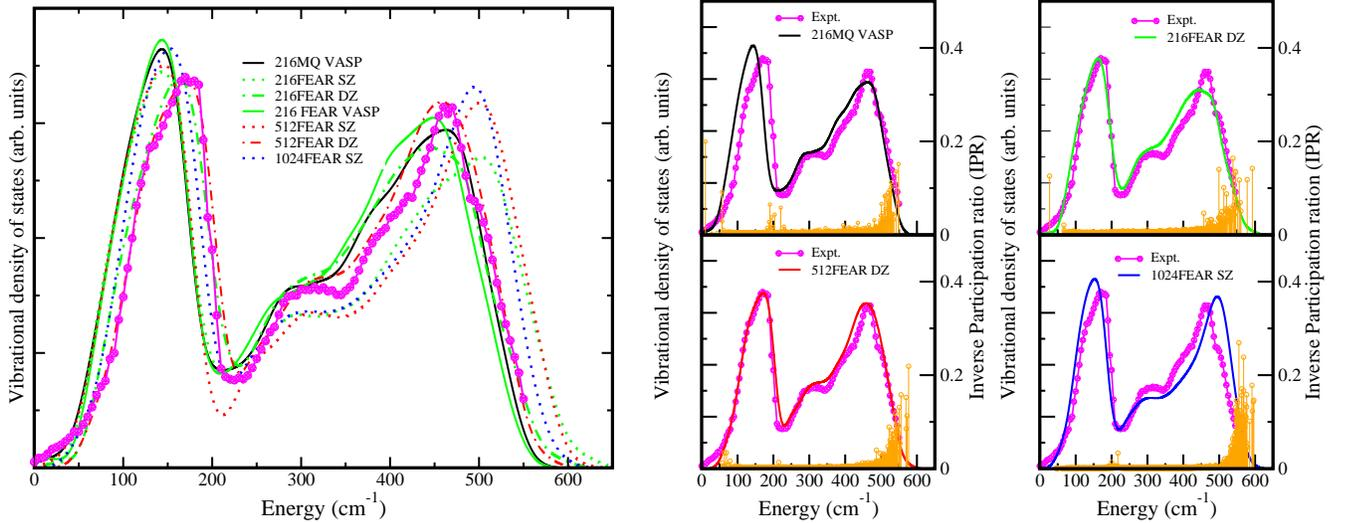 Vibrational density of states (arb. units)
216MQ VASP
216FEAR SZ
216FEAR DZ
216 FEAR VASP
512FEAR SZ
512FEAR DZ
1024FEAR SZ
0 100 200 300 400 500 600
Energy (cm-1)
Vibrational density of states (arb. units)
Expt.
216MQ VASP
0.4
0.2
0
Expt.
512FEAR DZ
0.4
0.2
0
0 100 200 300 400 500 600
Energy (cm-1)
Inverse Participation ratio (IPR)
Vibrational density of states (arb. units)
Expt.
216FEAR DZ
0.4
0.2
0
Expt.
1024FEAR SZ
0.4
0.2
0
0 100 200 300 400 500 600
Energy (cm-1)
Inverse Participation ration (IPR)